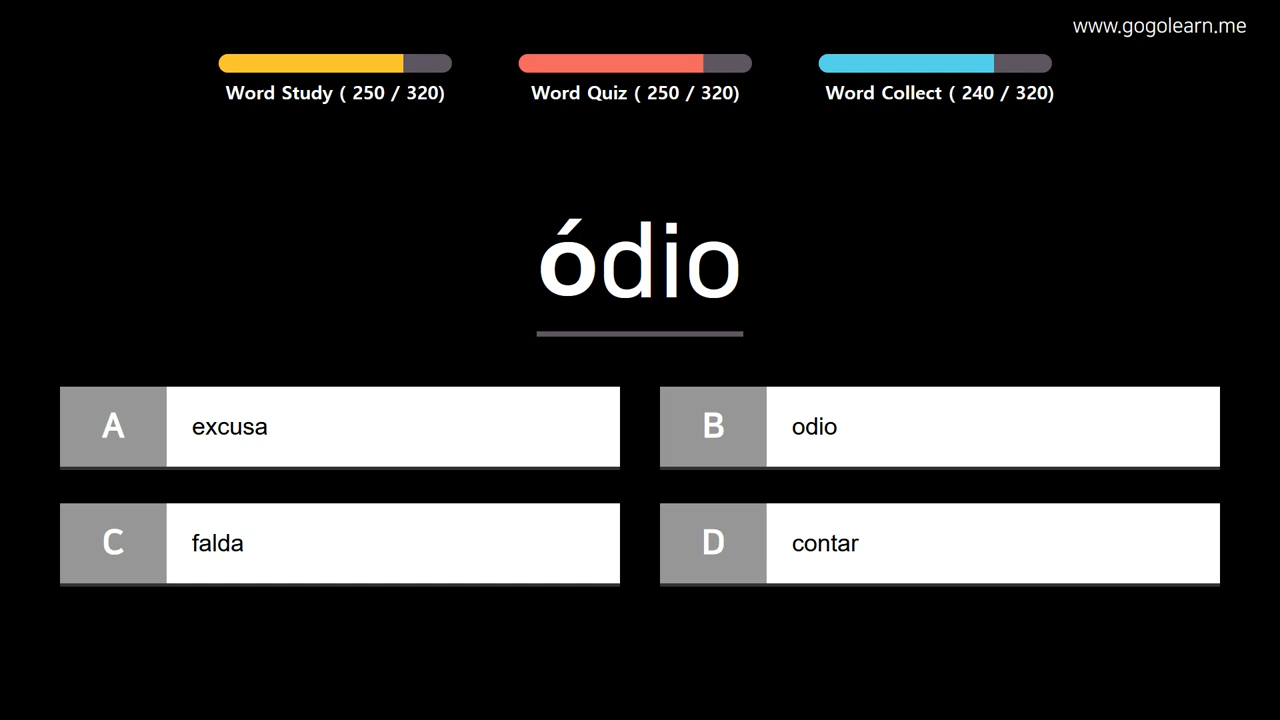 www.gogolearn.me
Word Study ( 250 / 320)
Word Quiz ( 250 / 320)
Word Collect ( 240 / 320)
ódio
A excusa
B odio
C falda
D contar